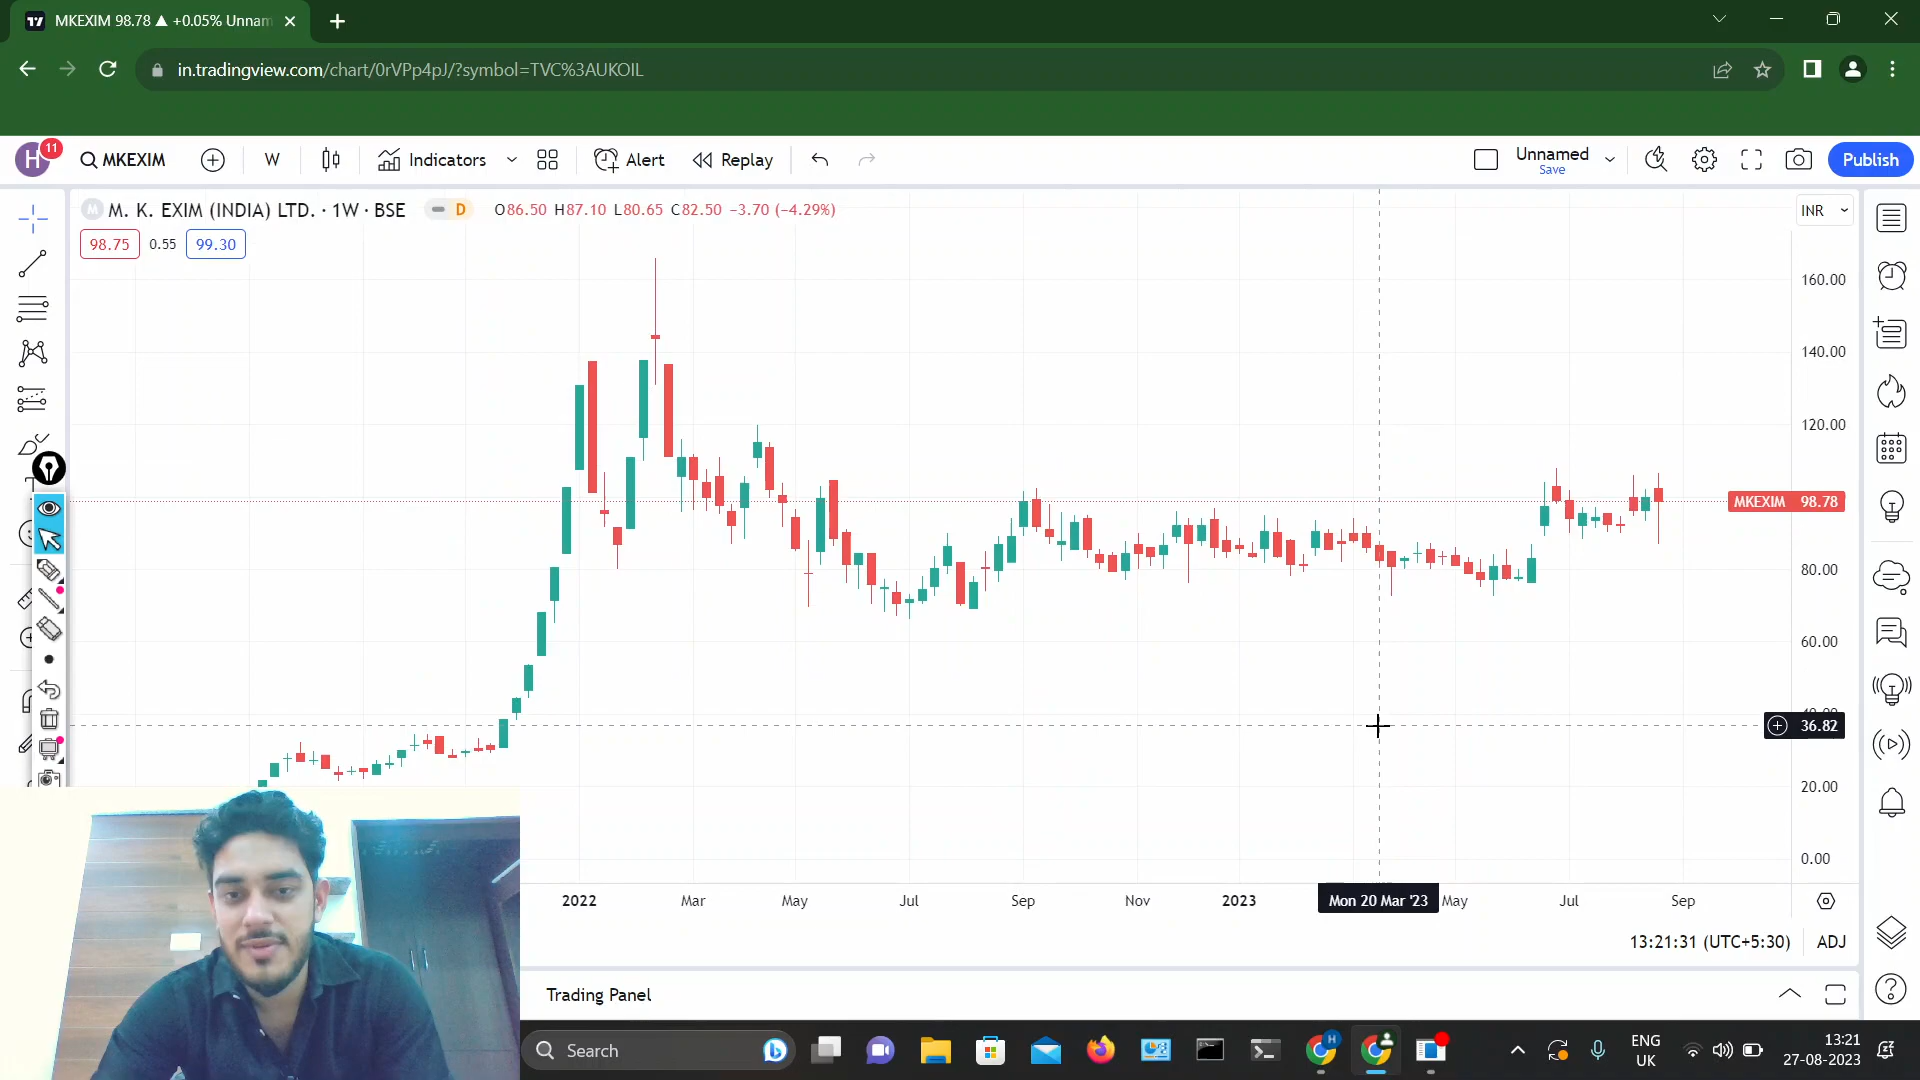 MKEXIM 98.78 ▲ +0.05% Unnam
in.tradingview.com/chart/0rVPp4pJ/?symbol=TVC%3AUKOIL
H 11 MKEXIM W Indicators Alert Replay Unnamed Save Publish
M M. K. EXIM (INDIA) LTD. · 1W · BSE D O86.50 H87.10 L80.65 C82.50 −3.70 (−4.29%) INR
98.75 0.55 99.30
160.00
140.00
120.00
MKEXIM 98.78
80.00
60.00
40.00
36.82
20.00
0.00
2022 Mar May Jul Sep Nov 2023 Mon 20 Mar '23 May Jul Sep
13:21:31 (UTC+5:30) ADJ
Trading Panel
Search H ENG UK 13:21 27-08-2023